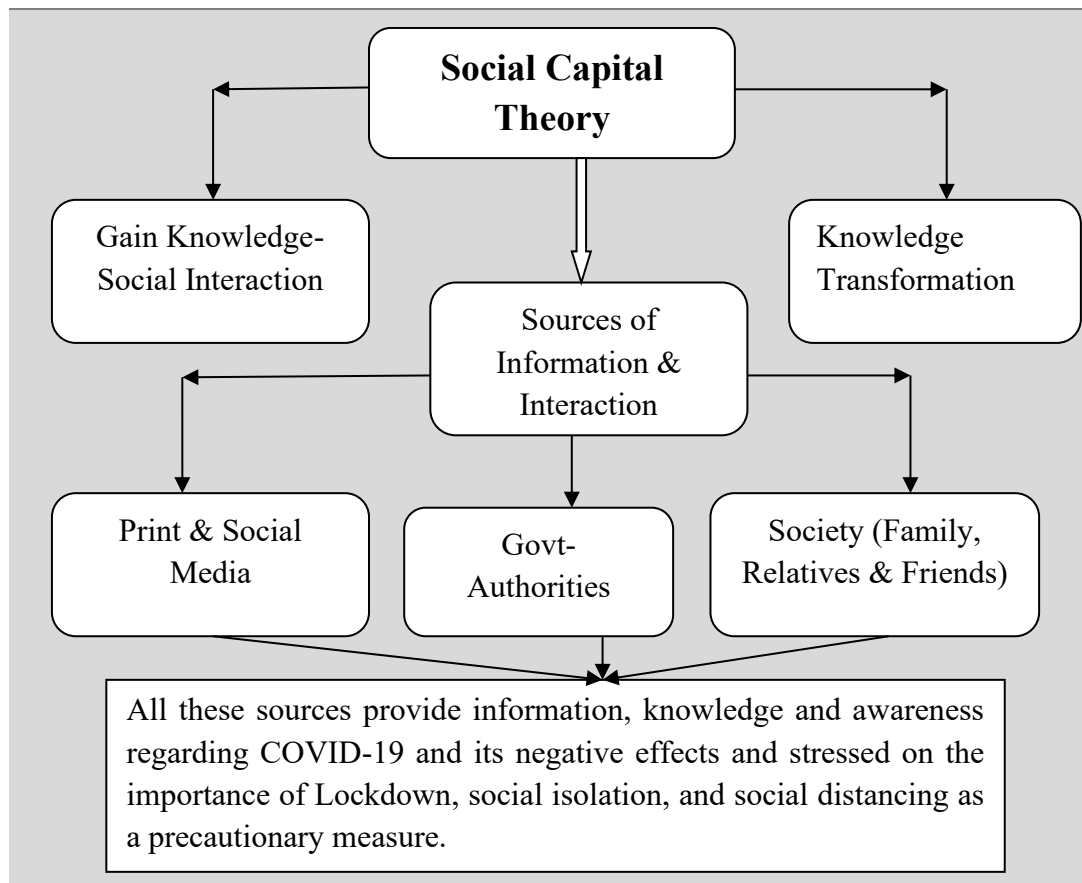 Social Capital
Theory
Gain Knowledge-
Social Interaction
Knowledge
Transformation
Sources of
Information &
Interaction
Print & Social
Media
Govt-
Authorities
Society (Family,
Relatives & Friends)
All these sources provide information, knowledge and awareness
regarding COVID-19 and its negative effects and stressed on the
importance of Lockdown, social isolation, and social distancing as
a precautionary measure.